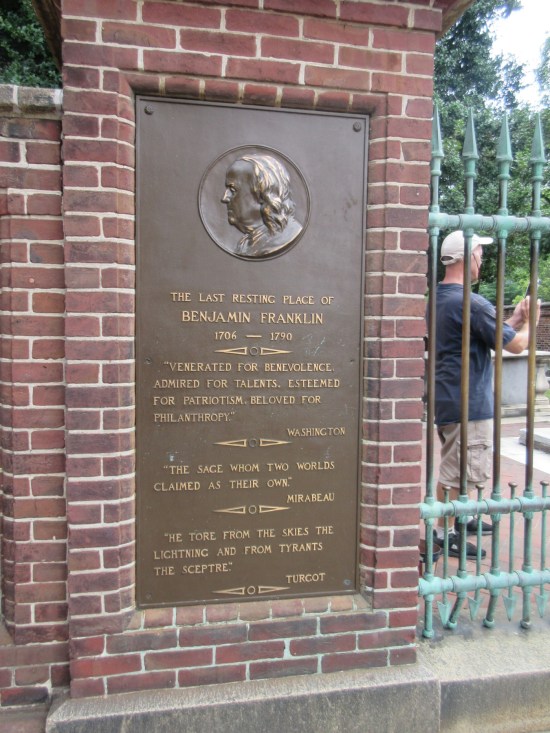 THE LAST RESTING PLACE OF
BENJAMIN FRANKLIN
1706 — 1790
"VENERATED FOR BENEVOLENCE.
ADMIRED FOR TALENTS, ESTEEMED
FOR PATRIOTISM, BELOVED FOR
PHILANTHROPY."
WASHINGTON
"THE SAGE WHOM TWO WORLDS
CLAIMED AS THEIR OWN."
MIRABEAU
"HE TORE FROM THE SKIES THE
LIGHTNING AND FROM TYRANTS
THE SCEPTRE."
TURGOT